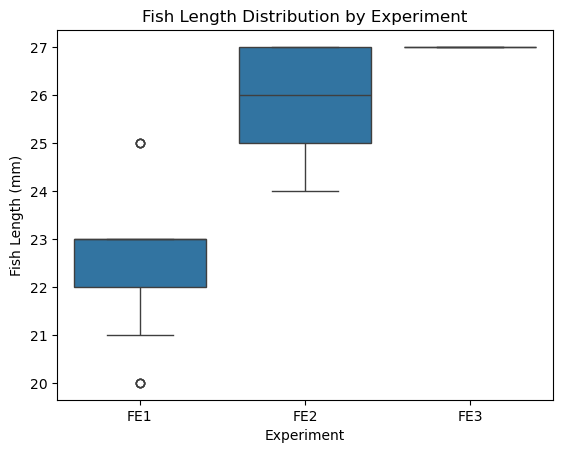 Fish Length Distribution by Experiment
Fish Length (mm)
27
26
25
24
23
22
21
20
FE1 FE2 FE3
Experiment